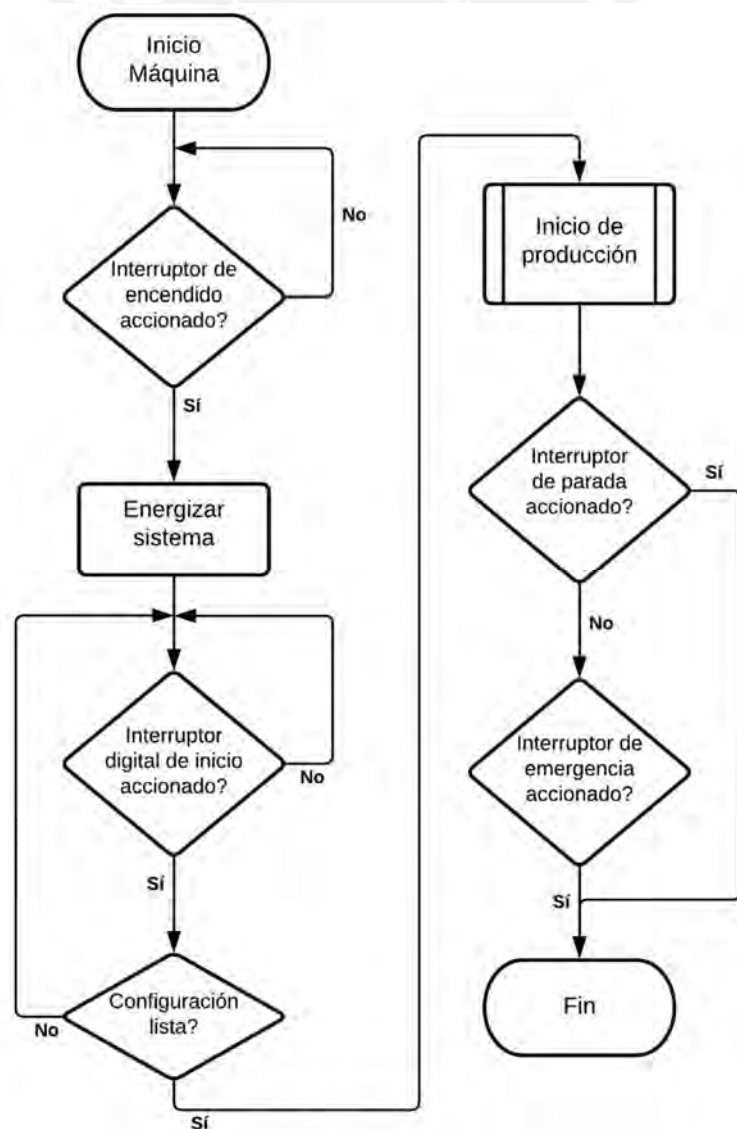 Inicio
Máquina
No
Interruptor de
encendido
accionado?
Sí
Energizar
sistema
Interruptor
digital de inicio
accionado?
No
Sí
Configuración
lista?
No
Sí
Inicio de
producción
Interruptor
de parada
accionado?
Sí
No
Interruptor de
emergencia
accionado?
Sí
Fin